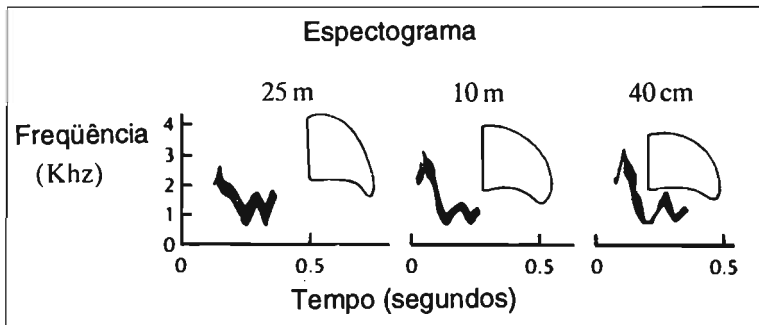 Espectograma
25 m 10 m 40 cm
Freqüência
(Khz)
4
3
2
1
0
0 0.5 0 0.5 0 0.5
Tempo (segundos)